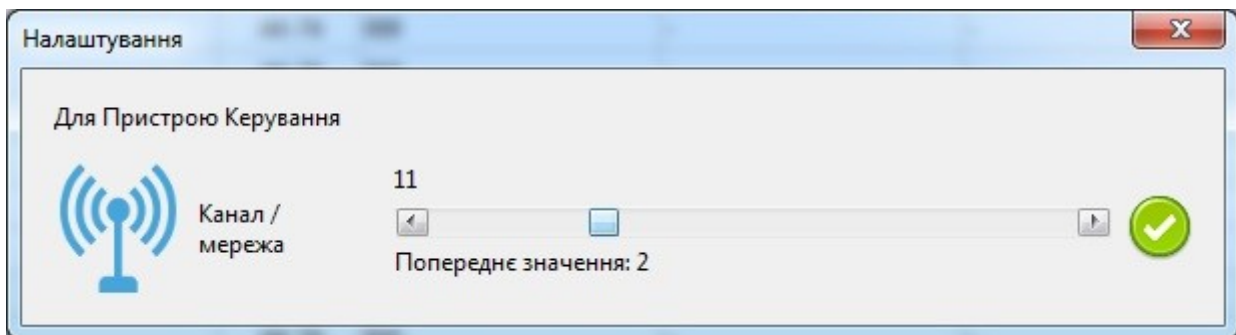 Налаштування
Для Пристрою Керування
11
Канал /
мережа
Попереднє значення: 2